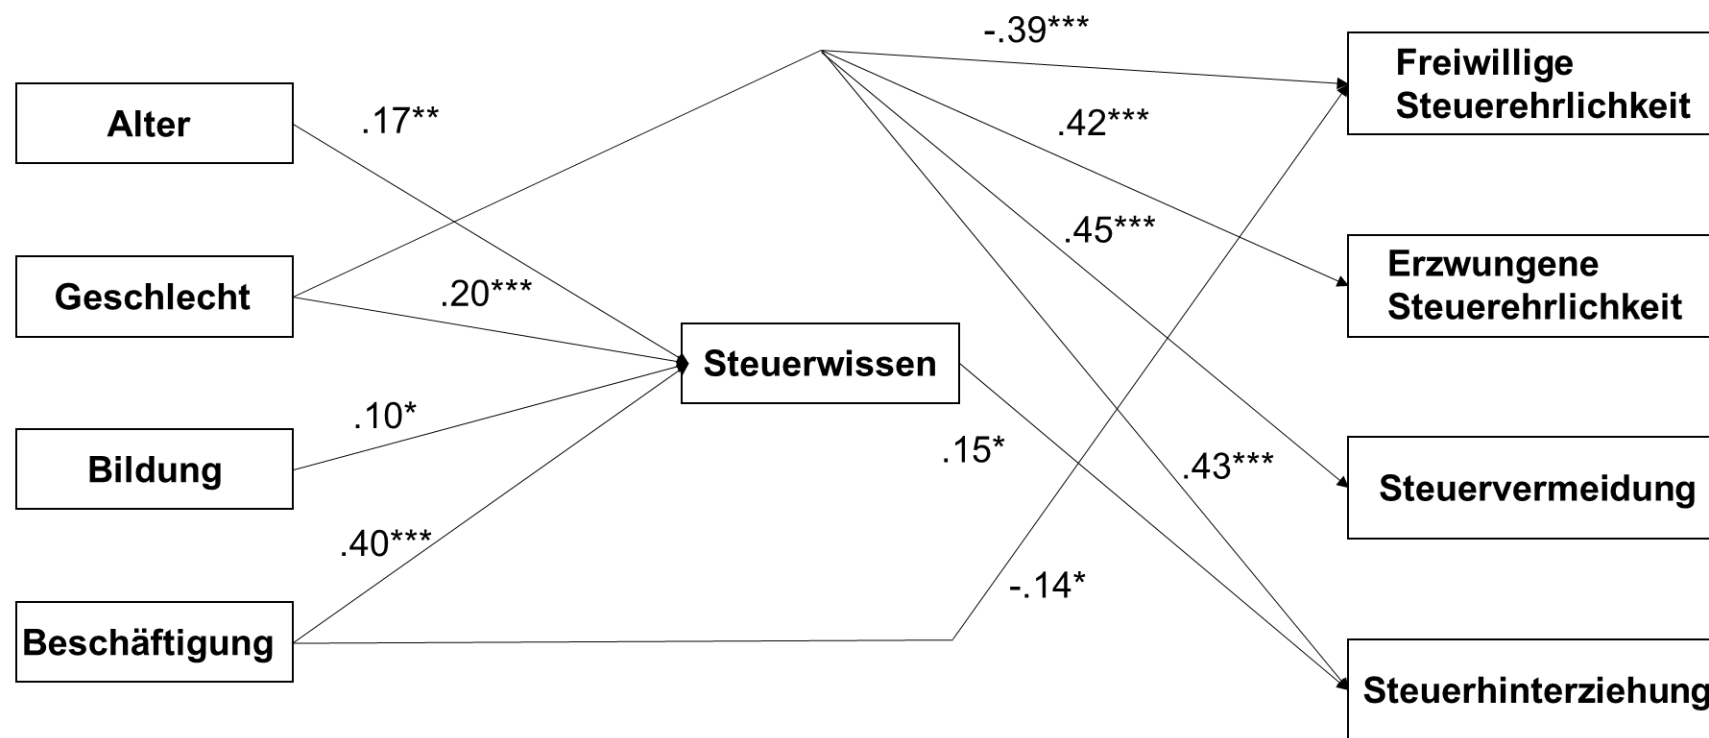 -.39***
Freiwillige
Steuerehrlichkeit
Alter
.17**
.42***
.45***
Erzwungene
Steuerehrlichkeit
Geschlecht
.20***
Steuerwissen
.10*
Bildung
.15*
.43***
Steuervermeidung
.40***
-.14*
Beschäftigung
Steuerhinterziehung